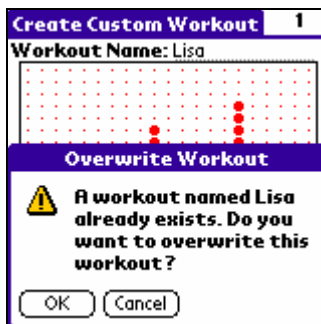 Create Custom Workout 1
Workout Name: Lisa
Overwrite Workout
A workout named Lisa
already exists. Do you
want to overwrite this
workout?
OK Cancel